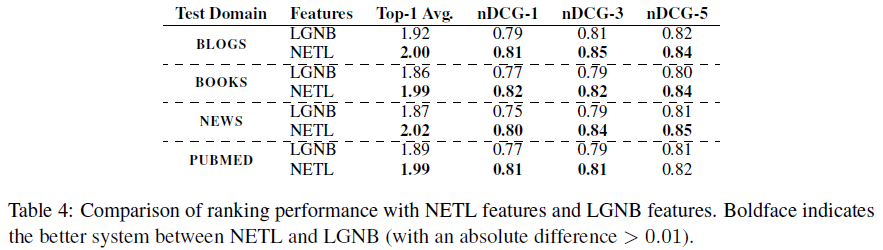 Test Domain Features Top-1 Avg. nDCG-1 nDCG-3 nDCG-5
BLOGS LGNB 1.92 0.79 0.81 0.82
NETL 2.00 0.81 0.85 0.84
BOOKS LGNB 1.86 0.77 0.79 0.80
NETL 1.99 0.82 0.82 0.84
NEWS LGNB 1.87 0.75 0.79 0.81
NETL 2.02 0.80 0.84 0.85
PUBMED LGNB 1.89 0.77 0.79 0.81
NETL 1.99 0.81 0.81 0.82
Table 4: Comparison of ranking performance with NETL features and LGNB features. Boldface indicates
the better system between NETL and LGNB (with an absolute difference > 0.01).